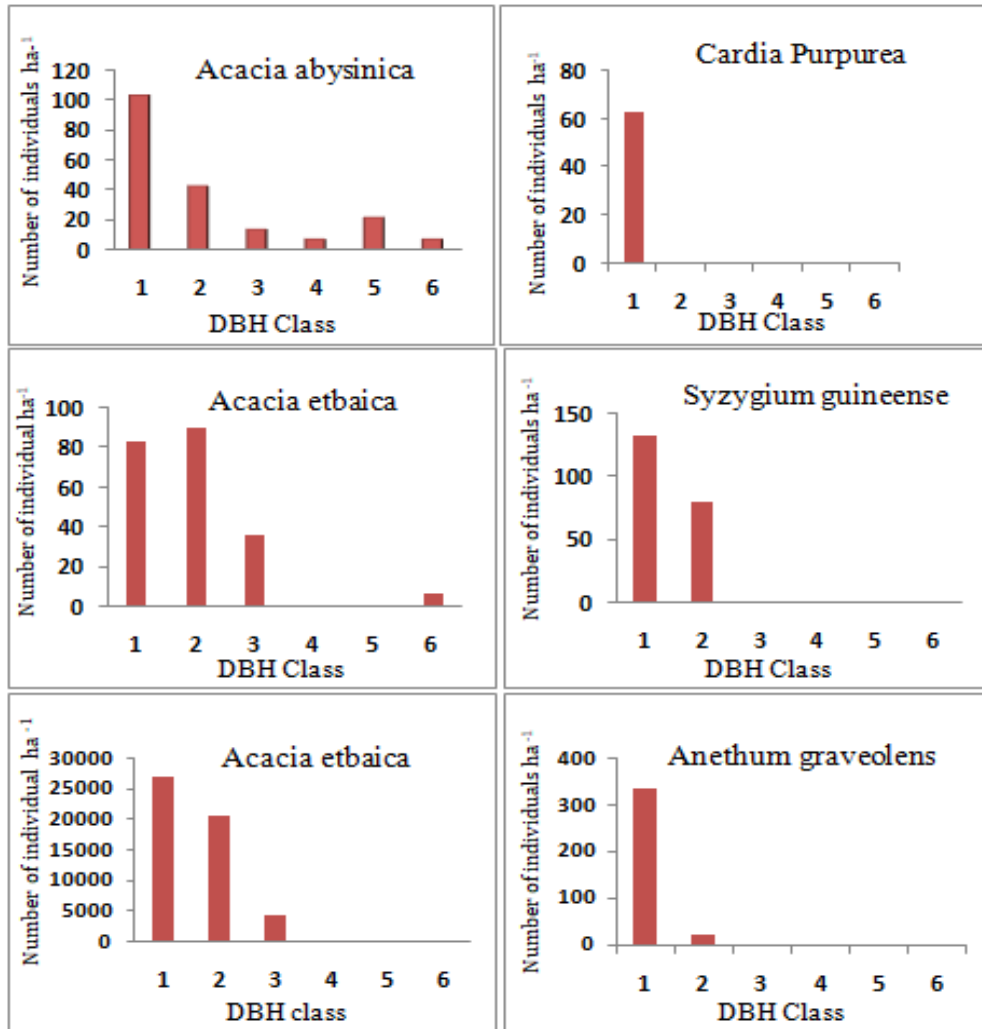 Acacia abysinica
Number of individuals ha-¹
120
100
80
60
40
20
0
1 2 3 4 5 6
DBH Class
Cardia Purpurea
Number of individuals ha⁻¹
80
60
40
20
0
1 2 3 4 5 6
DBH Class
Acacia etbaica
Number of individual ha⁻¹
100
80
60
40
20
0
1 2 3 4 5 6
DBH Class
Syzygium guineense
Number of individuals ha⁻¹
150
100
50
0
1 2 3 4 5 6
DBH Class
Acacia etbaica
Number of individual ha⁻¹
30000
25000
20000
15000
10000
5000
0
1 2 3 4 5 6
DBH class
Anethum graveolens
Number of individuals ha⁻¹
400
300
200
100
0
1 2 3 4 5 6
DBH Class